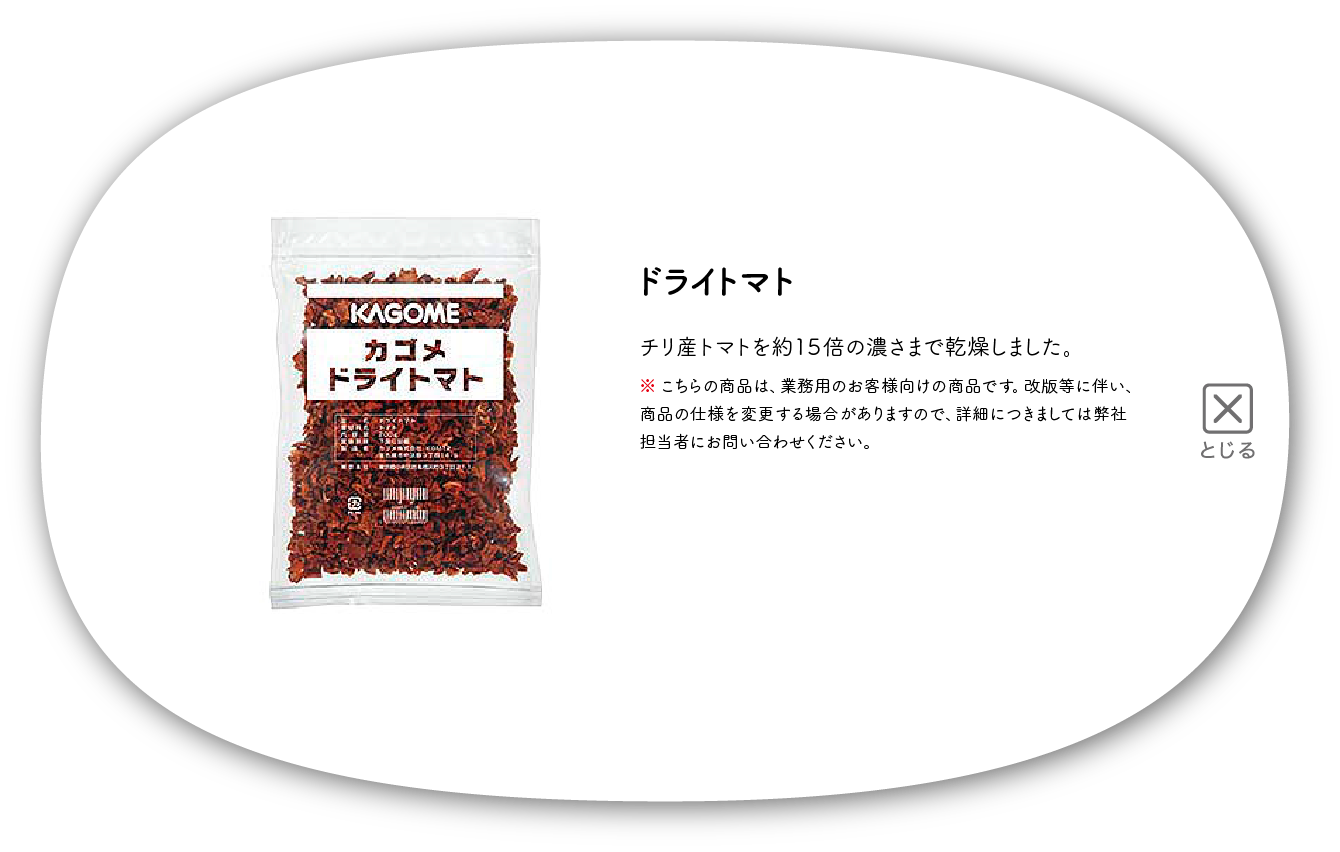 KAGOME
カゴメ
ドライトマト
ドライトマト
チリ産トマトを約15倍の濃さまで乾燥しました。
※ こちらの商品は、業務用のお客様向けの商品です。改版等に伴い、
商品の仕様を変更する場合がありますので、詳細につきましては弊社
担当者にお問い合わせください。
とじる